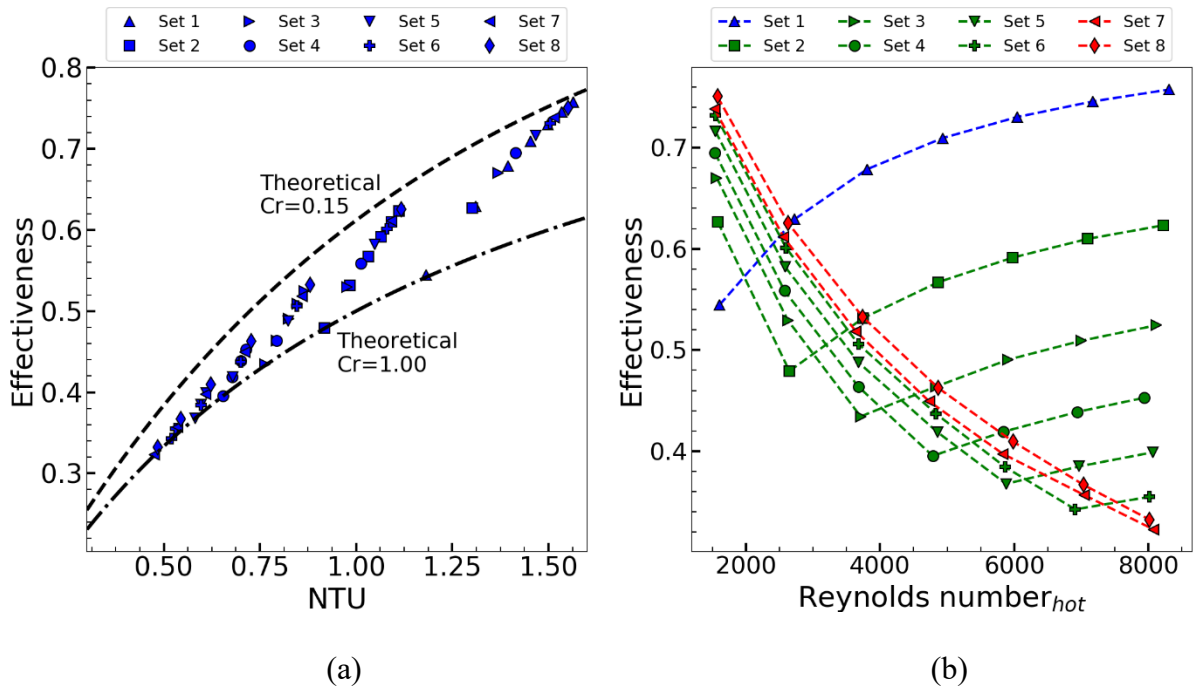 Set 1 Set 3 Set 5 Set 7
Set 2 Set 4 Set 6 Set 8
0.8
0.7
0.6
0.5
0.4
0.3
Effectiveness
Theoretical
Cr=0.15
Theoretical
Cr=1.00
0.50 0.75 1.00 1.25 1.50
NTU
(a)
Set 1 Set 3 Set 5 Set 7
Set 2 Set 4 Set 6 Set 8
0.7
0.6
0.5
0.4
Effectiveness
2000 4000 6000 8000
Reynolds number_hot
(b)